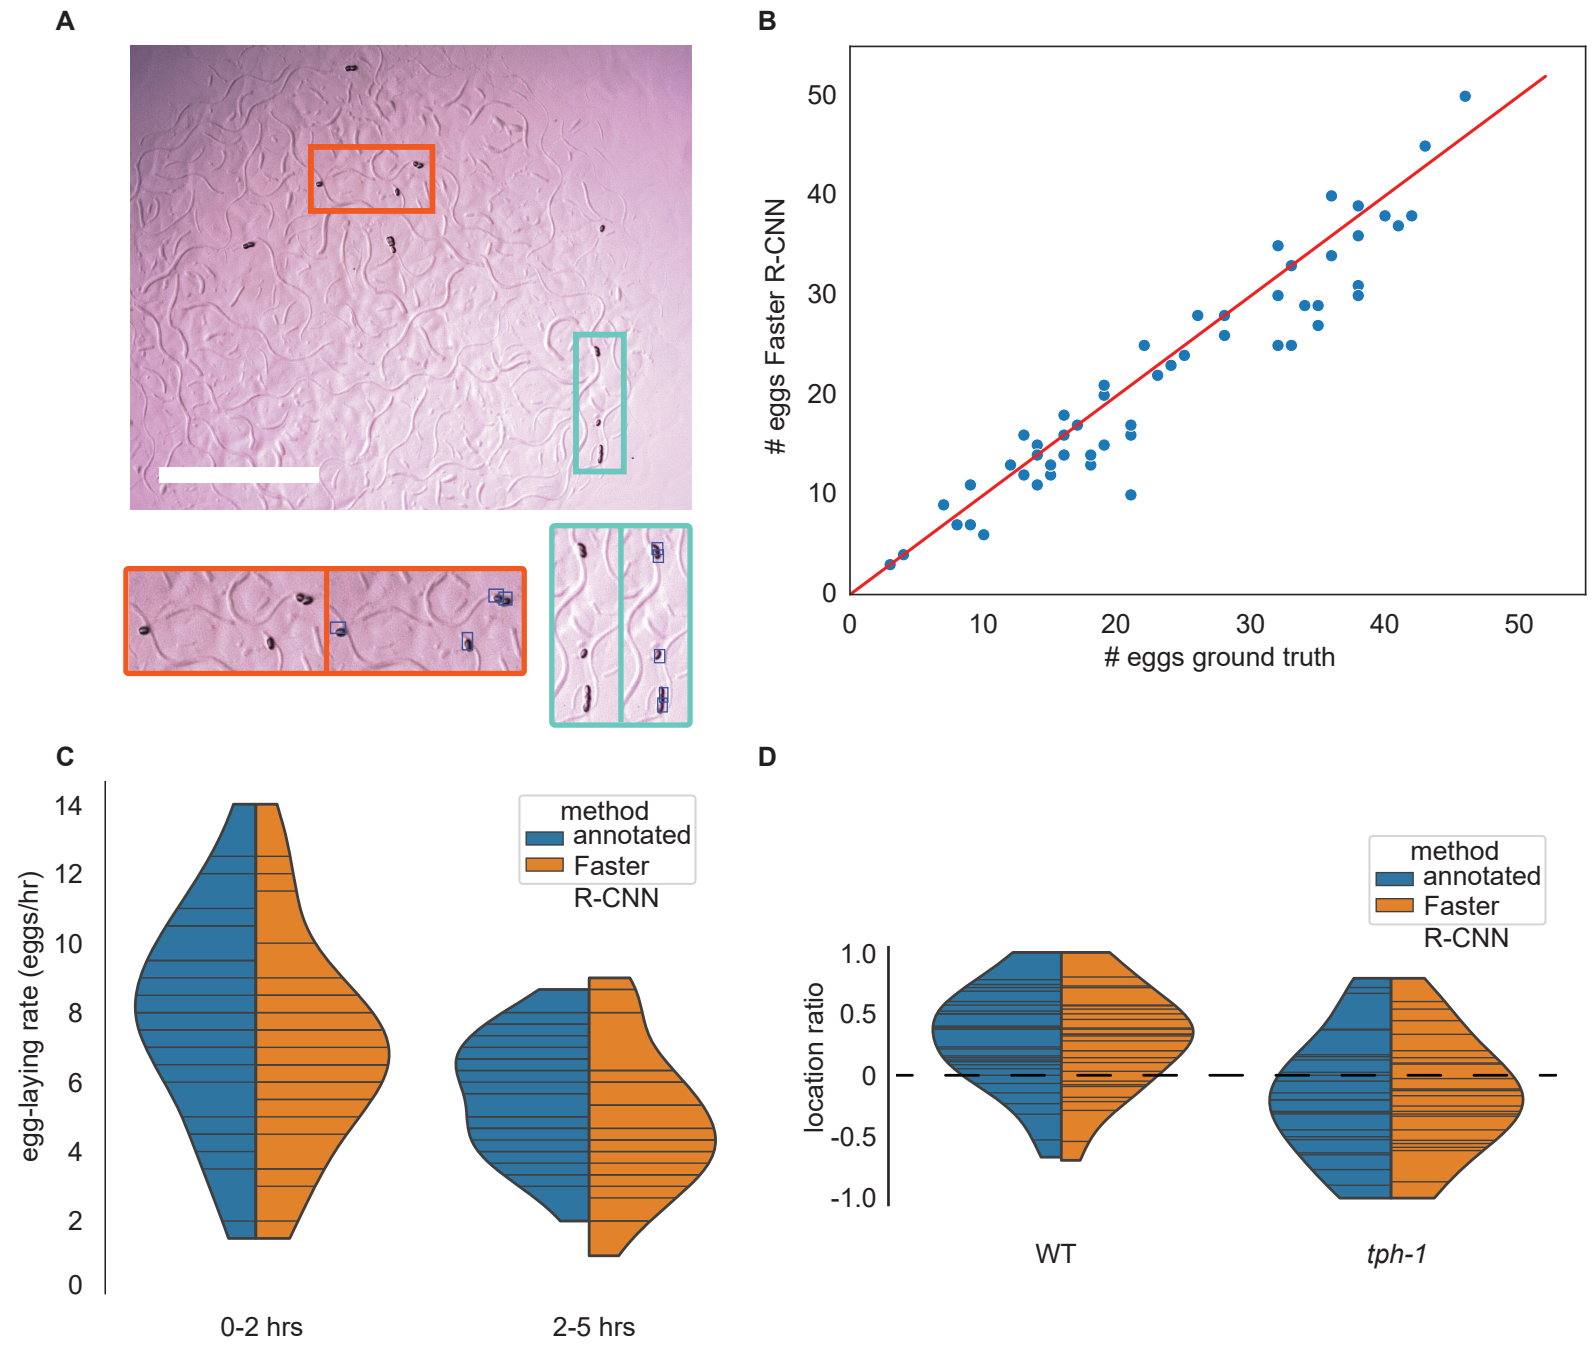 A
B
50
40
30
20
10
0
# eggs Faster R-CNN
0 10 20 30 40 50
# eggs ground truth
C
14
12
10
8
6
4
2
0
egg-laying rate (eggs/hr)
method
annotated
Faster
R-CNN
0-2 hrs 2-5 hrs
D
method
annotated
Faster
R-CNN
1.0
0.5
0
-0.5
-1.0
location ratio
WT tph-1